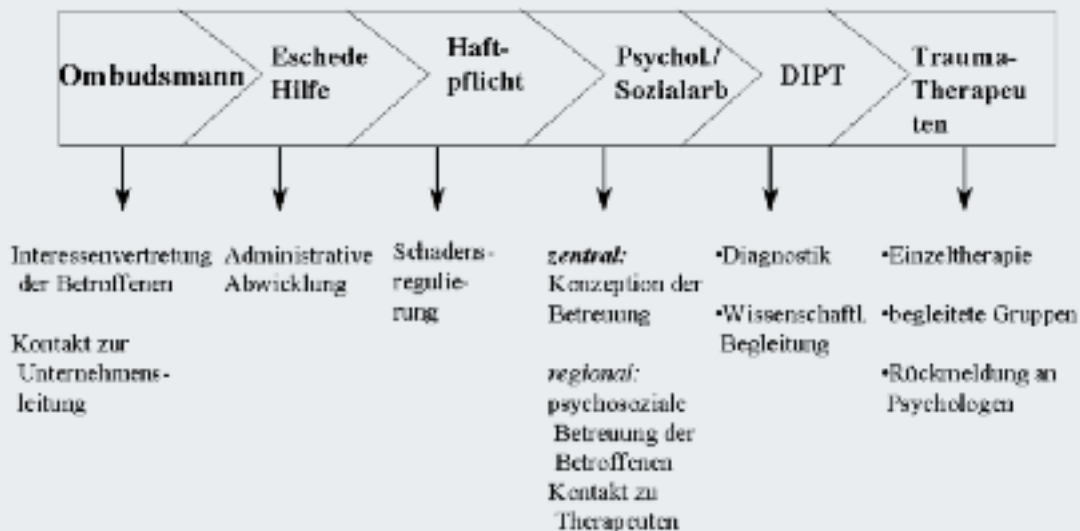 Ombudsmann
Eschede
Hilfe
Haft-
pflicht
Psychol./
Sozialarb
DIPT
Trauma-
Therapeu
ten
Interessenvertretung
der Betroffenen
Kontakt zur
Unternehmens-
leitung
Administrative
Abwicklung
Schadens-
regulie-
rung
zentral:
Konzeption der
Betreuung
regional:
psychosoziale
Betreuung der
Betroffenen
Kontakt zu
Therapeuten
•Diagnostik
•Wissenschaftl.
Begleitung
•Einzeltherapie
•begleitete Gruppen
•Rückmeldung an
Psychologen